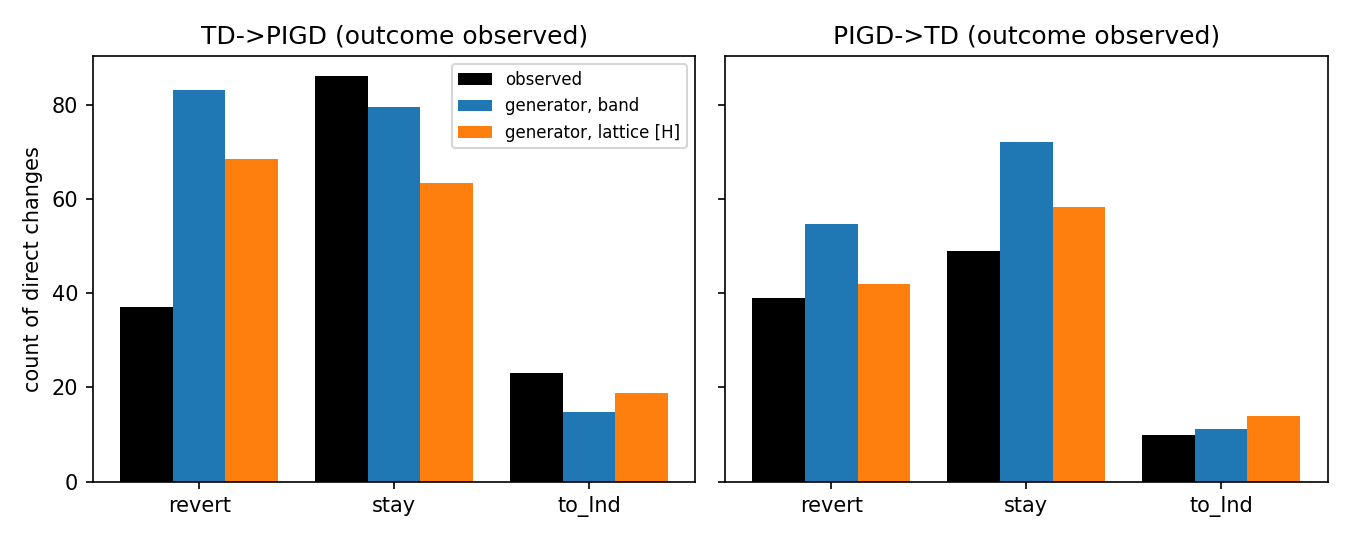 TD->PIGD (outcome observed)
PIGD->TD (outcome observed)
observed
generator, band
generator, lattice [H]
count of direct changes
80
60
40
20
0
revert
stay
to_Ind
revert
stay
to_Ind